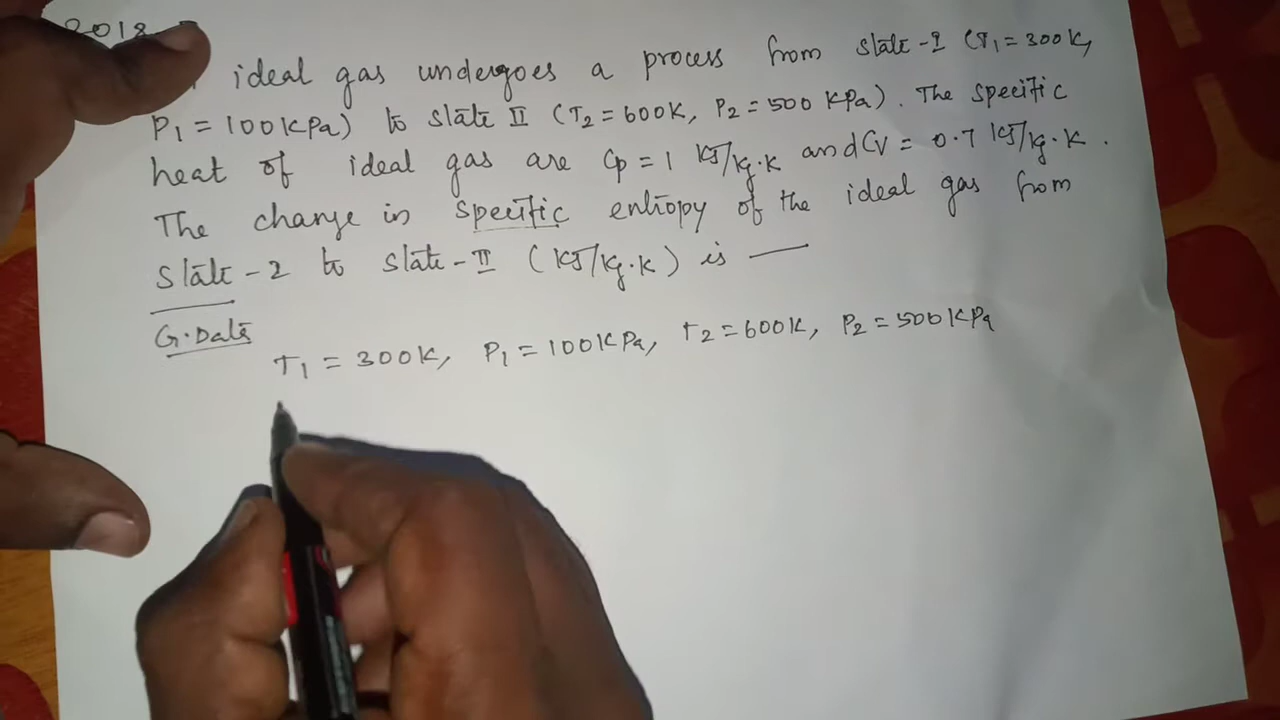 2018
ideal gas undergoes a process from state-I (T1 = 300K,
P1 = 100KPa) to state II (T2 = 600K, P2 = 500 KPa). The specific
heat of ideal gas are Cp = 1 KJ/kg.K and Cv = 0.7 KJ/kg.K.
The change in specific entropy of the ideal gas from
State-2 to state-II (KJ/kg.K) is —
G.Data
T1 = 300K, P1 = 100KPa, T2 = 600K, P2 = 500KPa